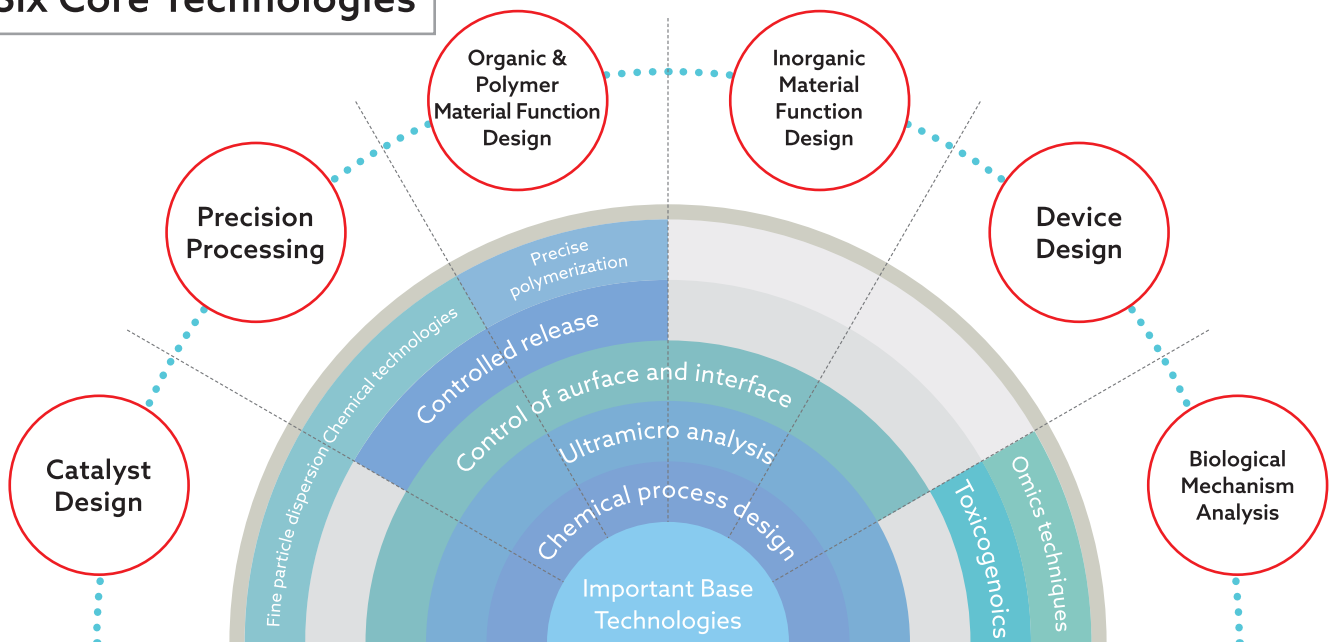 Six Core Technologies
Organic &
Polymer
Material Function
Design
Inorganic
Material
Function
Design
Precision
Processing
Device
Design
Catalyst
Design
Biological
Mechanism
Analysis
Precise
polymerization
Controlled release
Fine particle dispersion Chemical technologies
Control of aurface and interface
Ultramicro analysis
Chemical process design
Toxicogenoics
Omics techniques
Important Base
Technologies